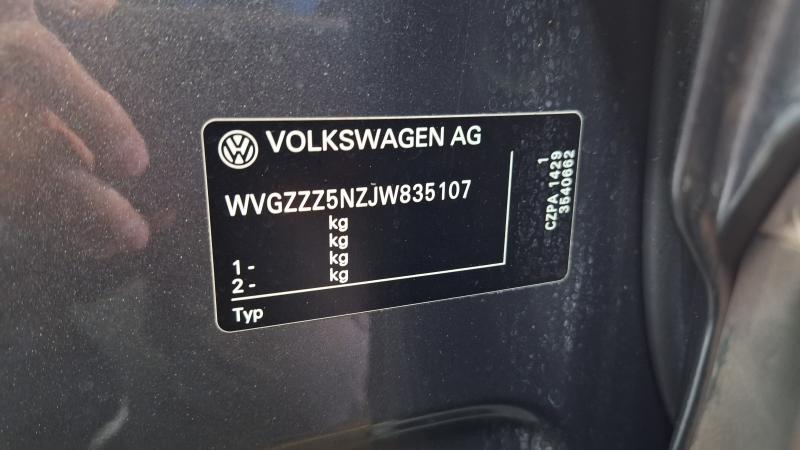 VOLKSWAGEN AG
WVGZZZ5NZJW835107
kg
kg
1 - kg
2 - kg
Typ
1
CZPA 1429
3540662